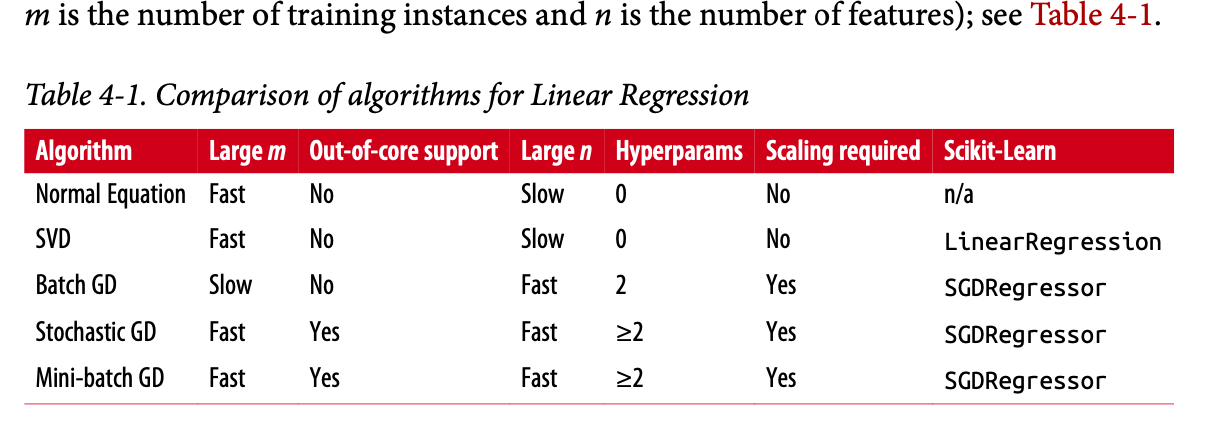 m is the number of training instances and n is the number of features); see Table 4-1.
Table 4-1. Comparison of algorithms for Linear Regression
Algorithm Large m Out-of-core support Large n Hyperparams Scaling required Scikit-Learn
Normal Equation Fast No Slow 0 No n/a
SVD Fast No Slow 0 No LinearRegression
Batch GD Slow No Fast 2 Yes SGDRegressor
Stochastic GD Fast Yes Fast ≥2 Yes SGDRegressor
Mini-batch GD Fast Yes Fast ≥2 Yes SGDRegressor